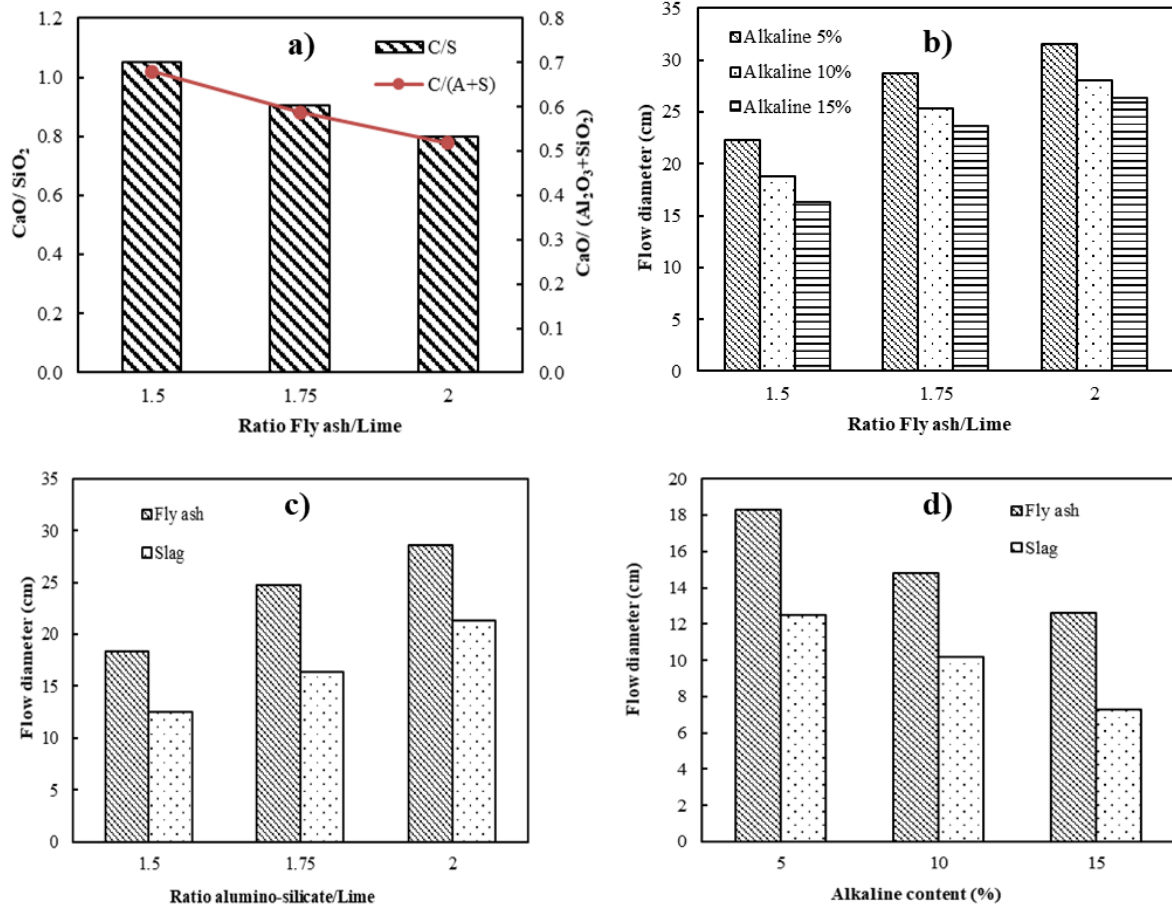 a)
C/S
C/(A+S)
1.2
1.0
0.8
0.6
0.4
0.2
0.0
CaO/ SiO₂
0.8
0.7
0.6
0.5
0.4
0.3
0.2
0.1
0.0
CaO/ (Al₂O₃+SiO₂)
1.5 1.75 2
Ratio Fly ash/Lime
b)
Alkaline 5%
Alkaline 10%
Alkaline 15%
35
30
25
20
15
10
5
0
Flow diameter (cm)
1.5 1.75 2
Ratio Fly ash/Lime
c)
Fly ash
Slag
35
30
25
20
15
10
5
0
Flow diameter (cm)
1.5 1.75 2
Ratio alumino-silicate/Lime
d)
Fly ash
Slag
20
18
16
14
12
10
8
6
4
2
0
Flow diameter (cm)
5 10 15
Alkaline content (%)